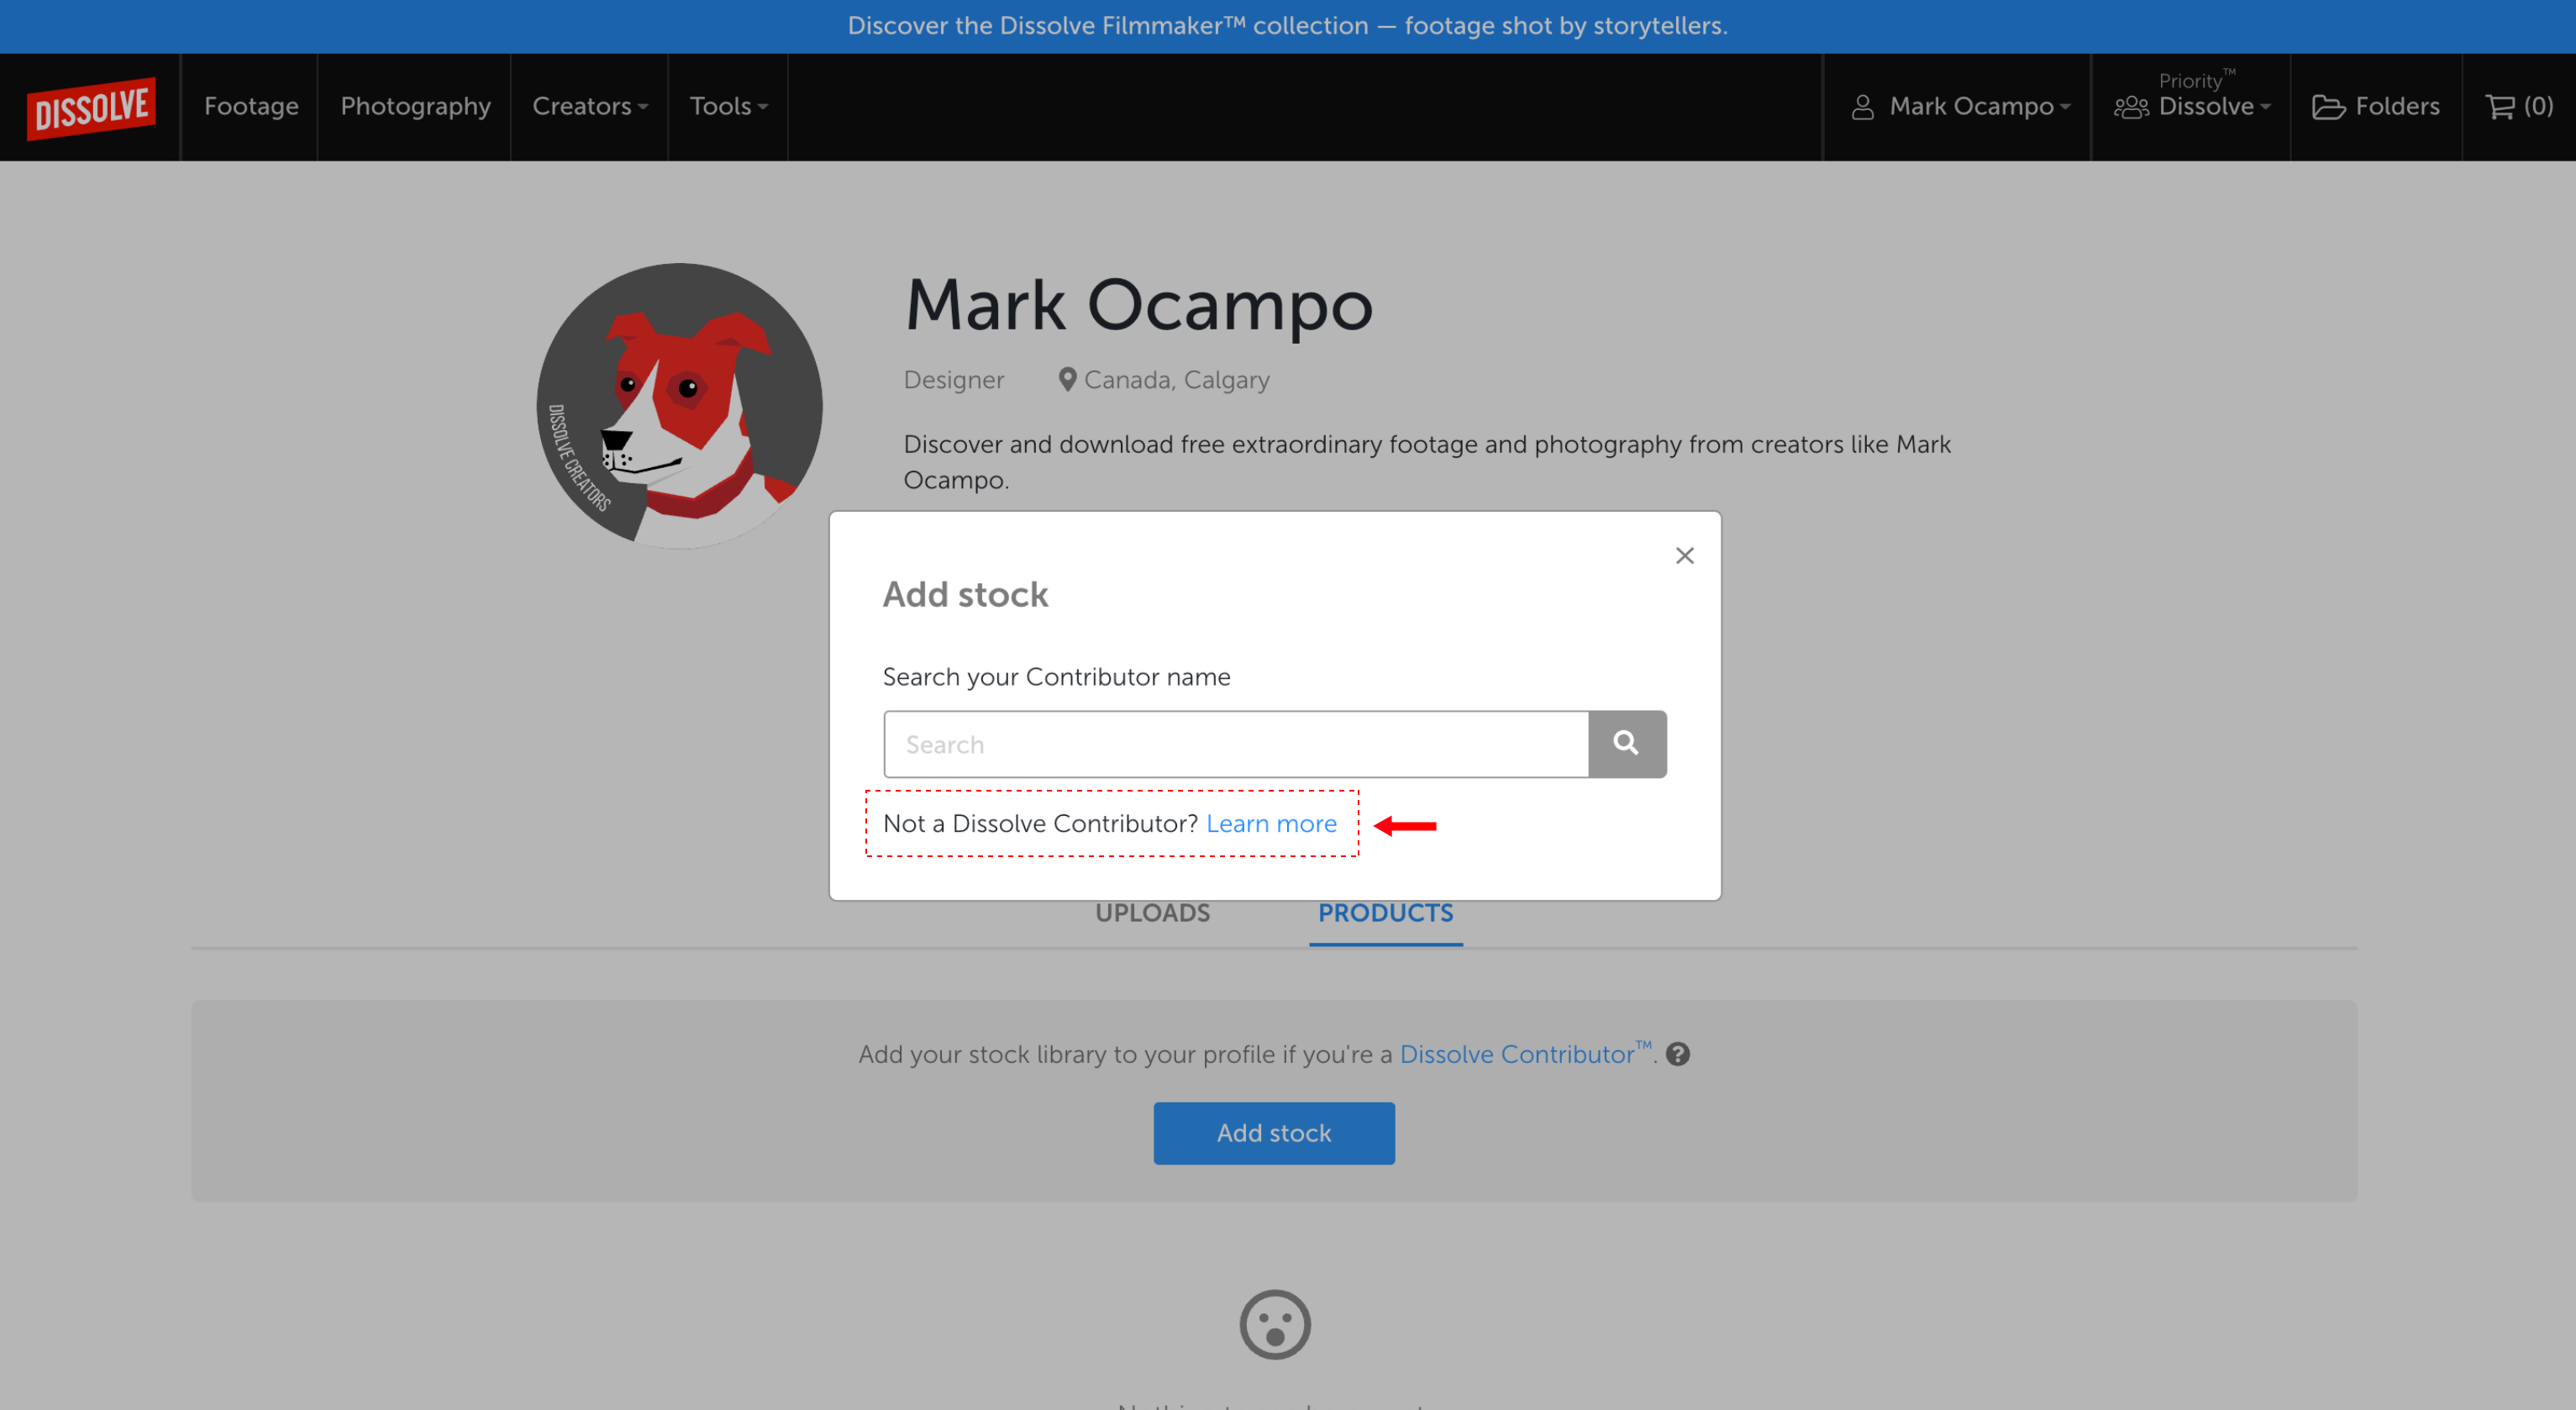 Discover the Dissolve Filmmaker™ collection — footage shot by storytellers.
DISSOLVE
Footage
Photography
Creators
Tools
Mark Ocampo
Priority™
Dissolve
Folders
(0)
DISSOLVE CREATORS
Mark Ocampo
Designer
Canada, Calgary
Discover and download free extraordinary footage and photography from creators like Mark
Ocampo.
Add stock
Search your Contributor name
Search
Not a Dissolve Contributor? Learn more
UPLOADS
PRODUCTS
Add your stock library to your profile if you're a Dissolve Contributor™.
Add stock